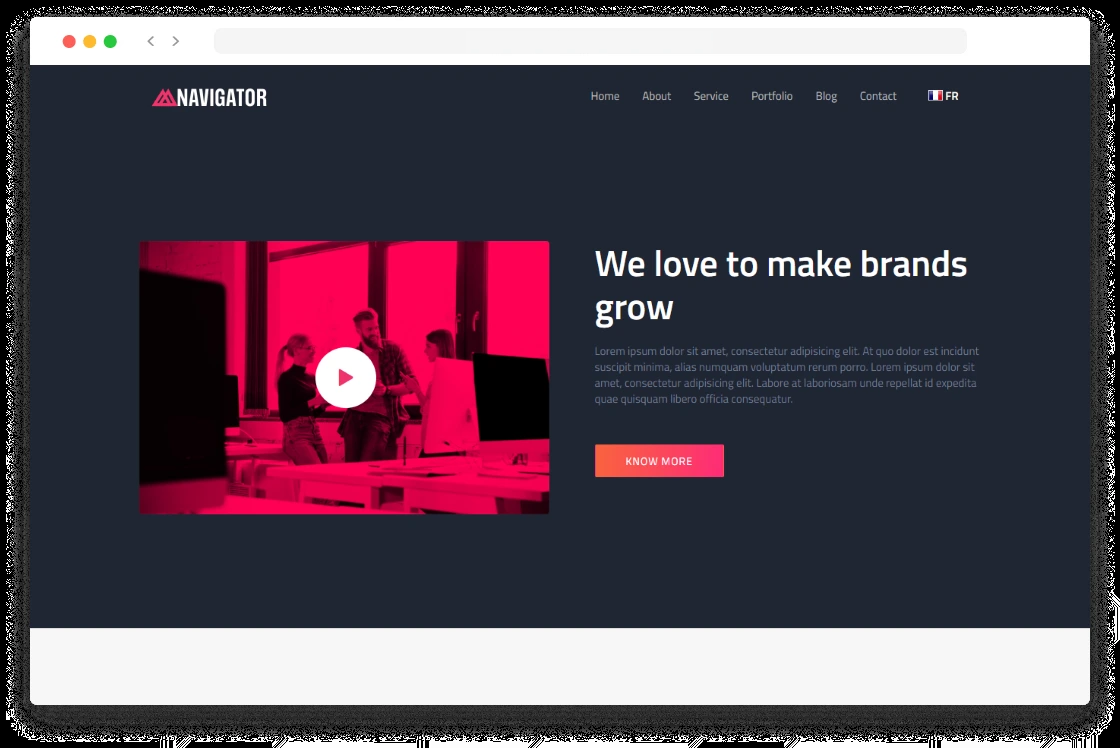 NAVIGATOR
Home About Service Portfolio Blog Contact FR
We love to make brands
grow
Lorem ipsum dolor sit amet, consectetur adipisicing elit. At quo dolor est incidunt
suscipit minima, alias numquam voluptatum rerum porro. Lorem ipsum dolor sit
amet, consectetur adipisicing elit. Labore at laboriosam unde repellat id expedita
quae quisquam libero officia consequatur.
KNOW MORE